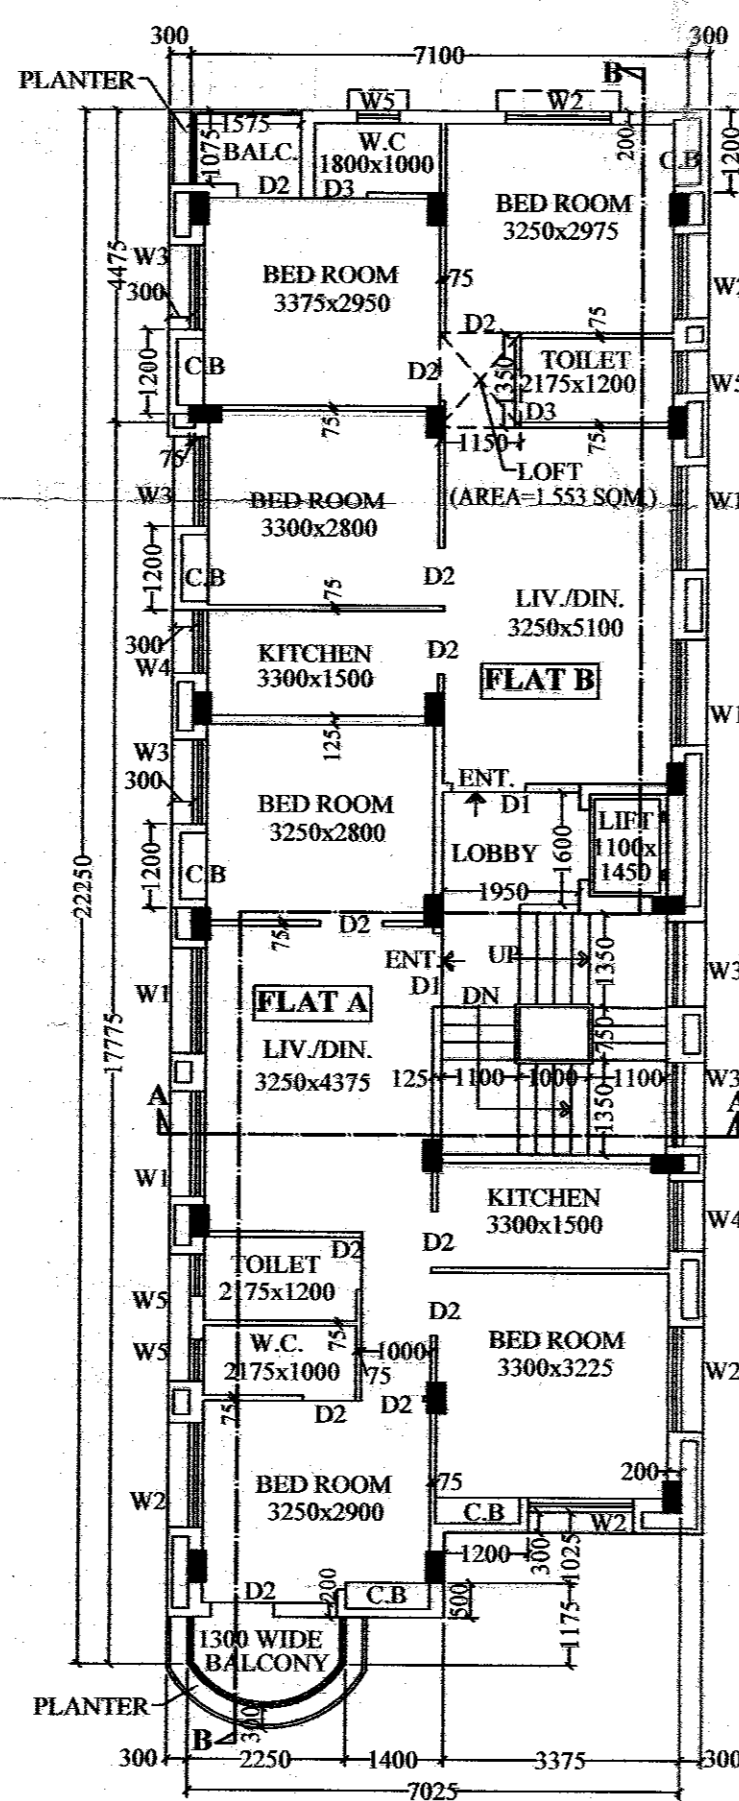 300
7100
300
PLANTER
B
W5
W2
1575
1075
BALC.
W.C
1800x1000
200
C.B
1200
D2
D3
BED ROOM
3250x2975
W3
4475
BED ROOM
3375x2950
75
W2
300
D2
75
1200
C.B
D2
1350
TOILET
2175x1200
W5
D3
75
75
1150
75
LOFT
(AREA=1.553 SQM.)
W3
BED ROOM
3300x2800
W1
1200
C.B
75
D2
LIV./DIN.
3250x5100
300
W4
KITCHEN
3300x1500
D2
FLAT B
W1
125
W3
300
BED ROOM
3250x2800
ENT.
D1
LIFT
1100x
1450
LOBBY
1600
1200
C.B
22250
1950
75
D2
ENT.
UP
1350
W3
D1
DN
W1
FLAT A
17775
LIV./DIN.
3250x4375
750
125
1100
1000
1100
W3
A
1350
A
W1
KITCHEN
3300x1500
W4
D2
D2
TOILET
2175x1200
W5
D2
75
W5
W.C.
2175x1000
1000
75
BED ROOM
3300x3225
W2
75
D2
D2
BED ROOM
3250x2900
75
200
W2
C.B
W2
1200
300
1025
D2
200
C.B
500
1175
1300 WIDE
BALCONY
PLANTER
300
B
300
2250
1400
3375
300
7025